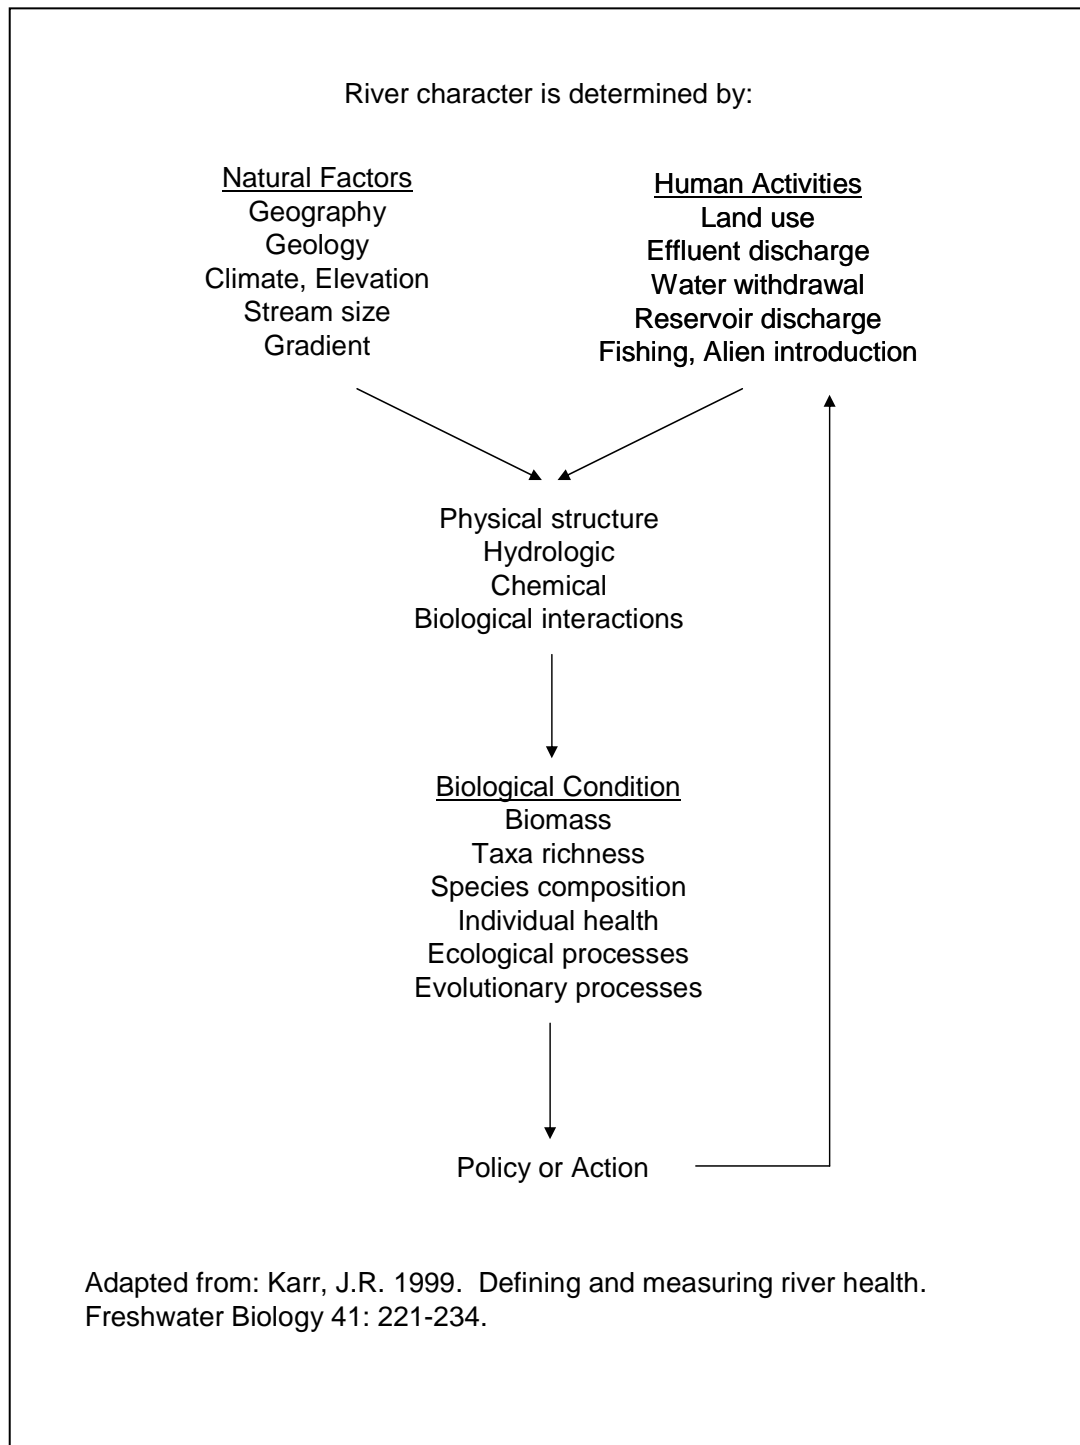 River character is determined by:
Natural Factors
Geography
Geology
Climate, Elevation
Stream size
Gradient
Human Activities
Land use
Effluent discharge
Water withdrawal
Reservoir discharge
Fishing, Alien introduction
Physical structure
Hydrologic
Chemical
Biological interactions
Biological Condition
Biomass
Taxa richness
Species composition
Individual health
Ecological processes
Evolutionary processes
Policy or Action
Adapted from: Karr, J.R. 1999.  Defining and measuring river health.
Freshwater Biology 41: 221-234.